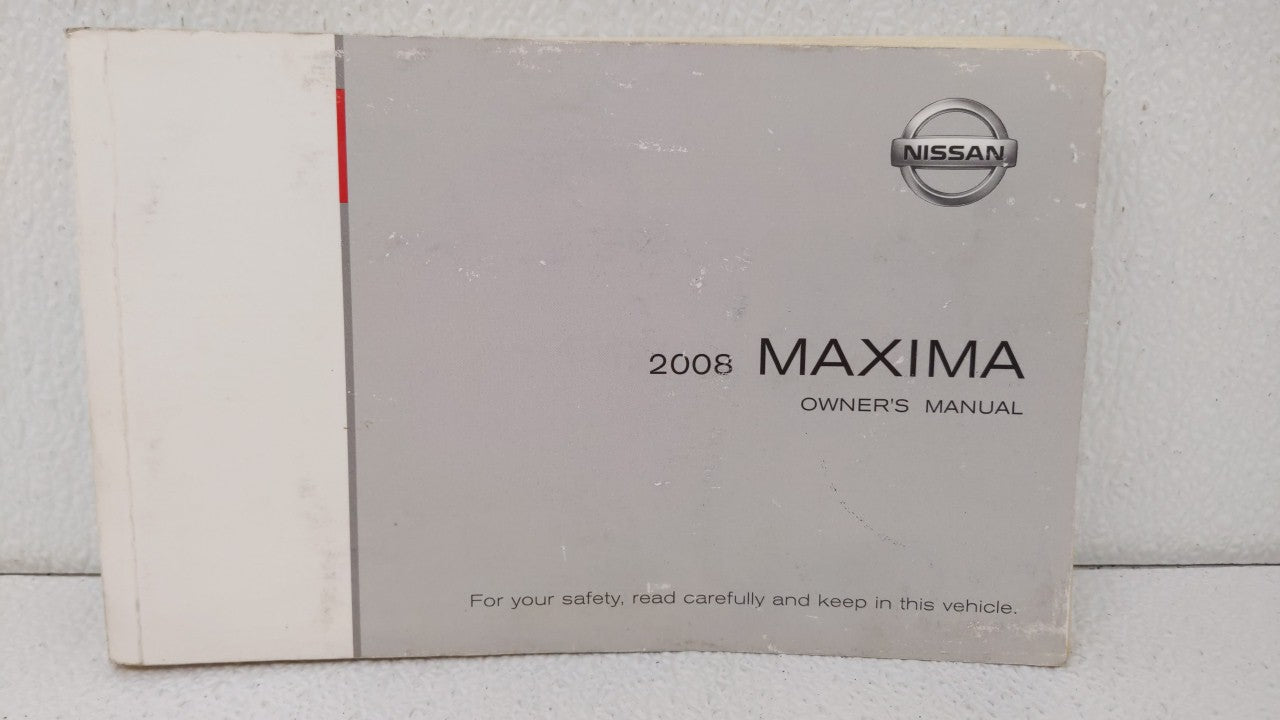 NISSAN
®
2008 MAXIMA
OWNER'S MANUAL
For your safety, read carefully and keep in this vehicle.